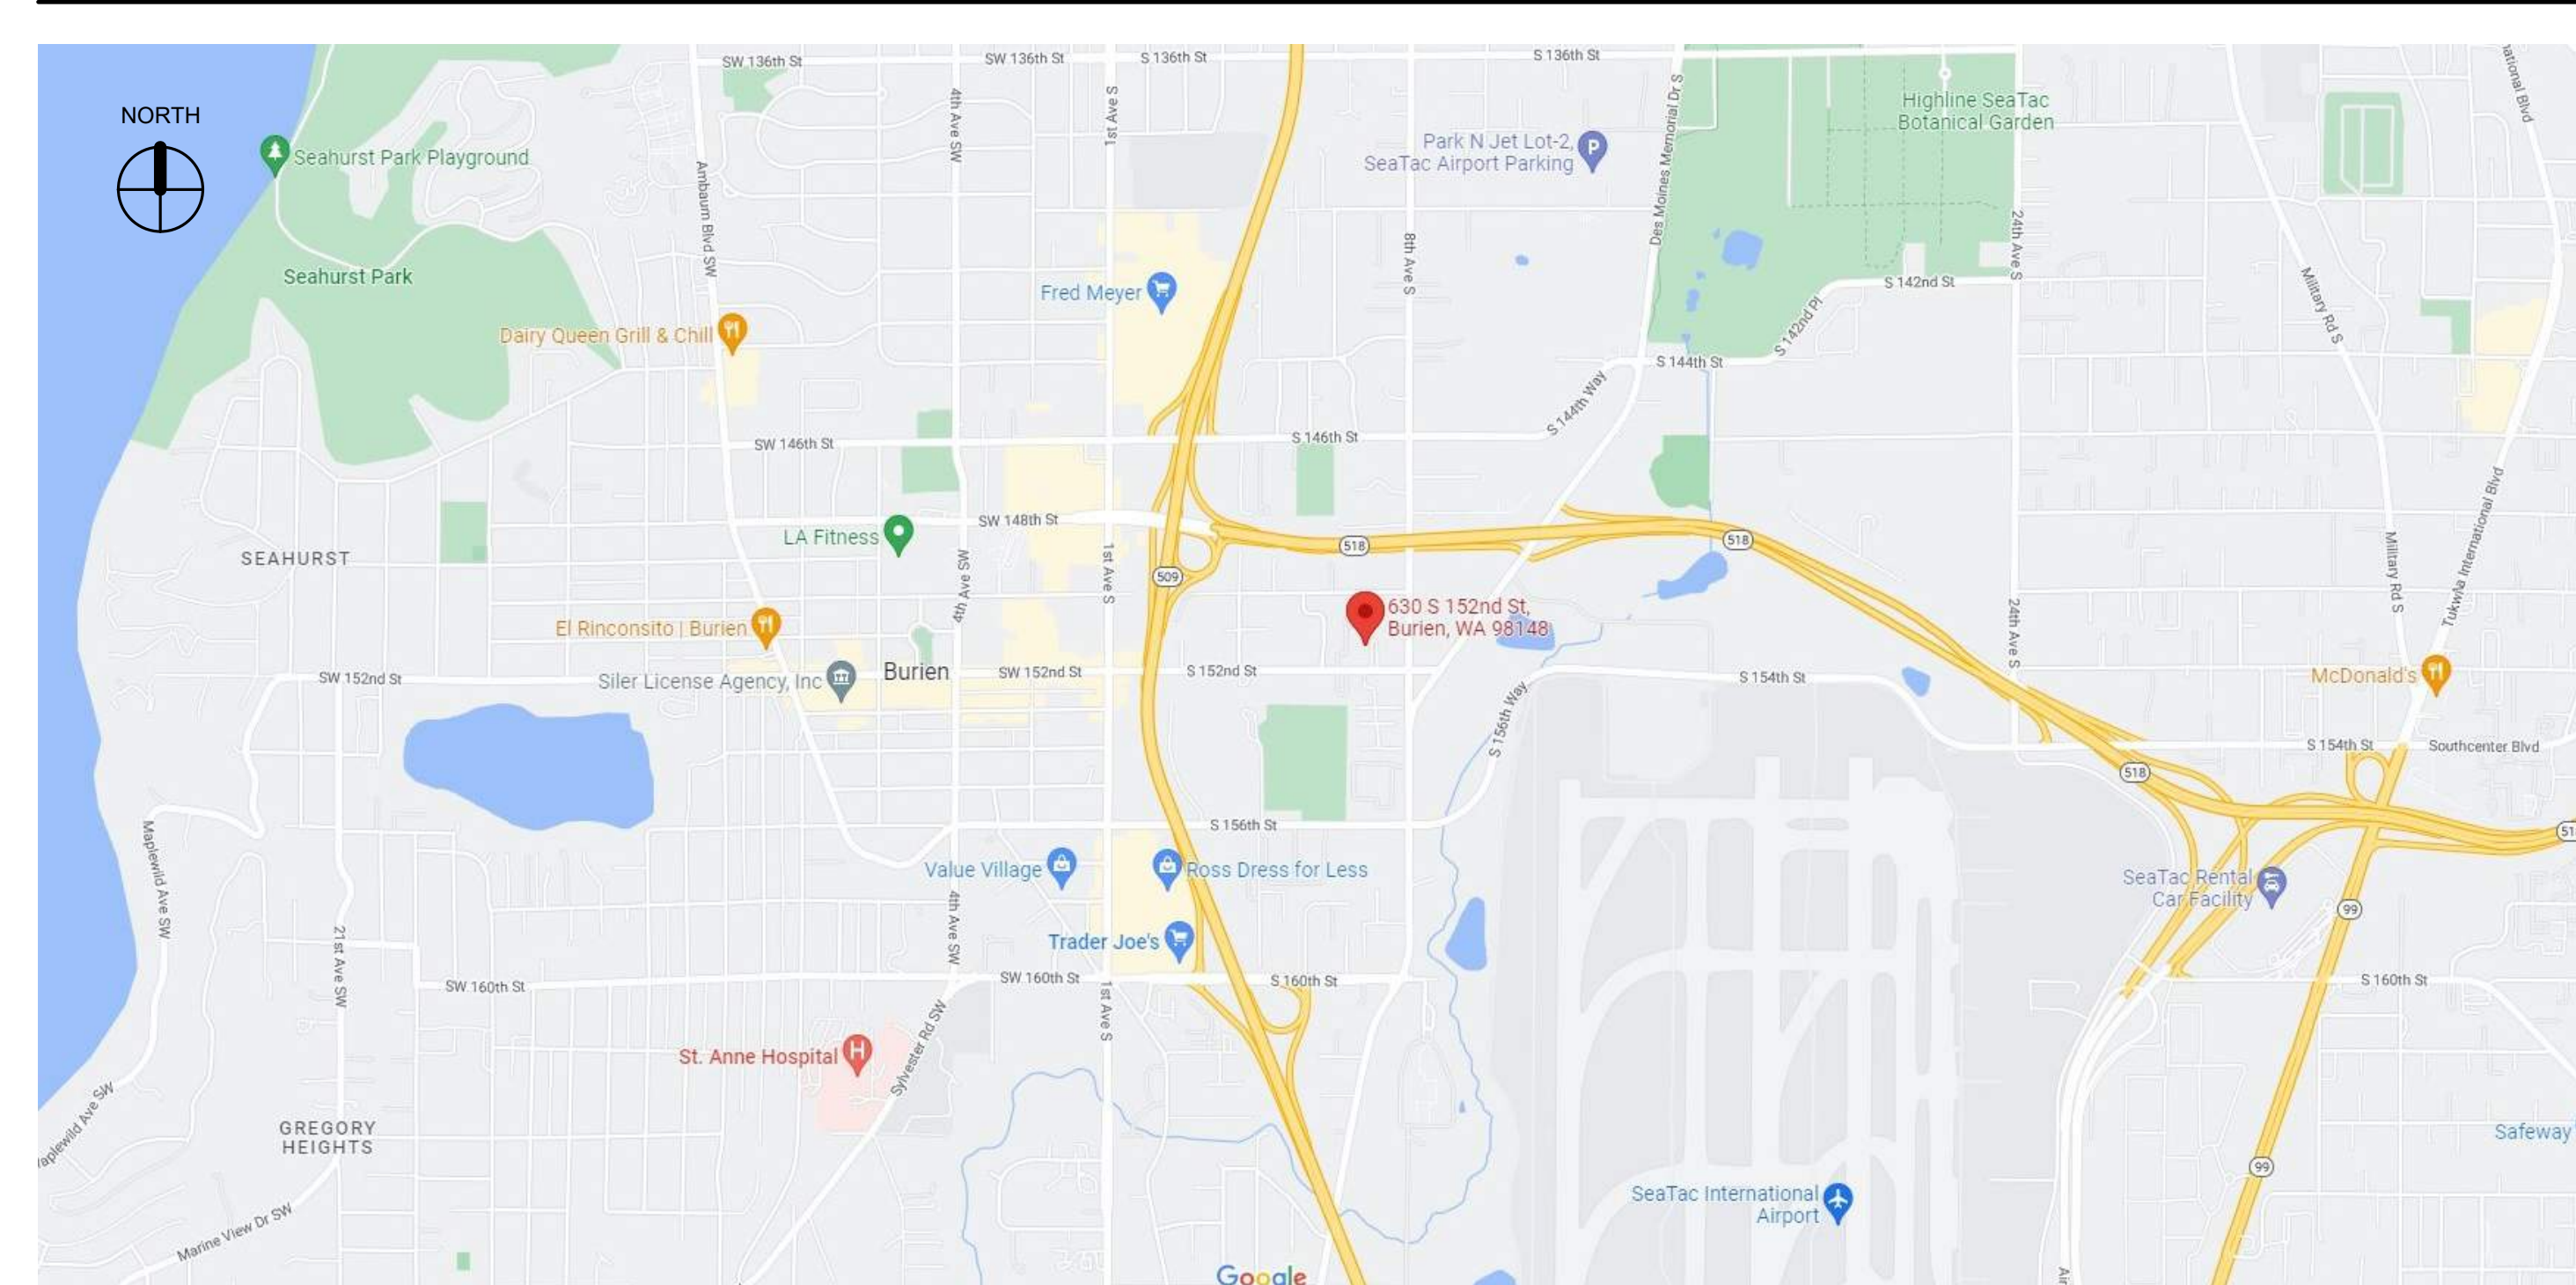 SW 136th St
SW 136th St
S 136th St
S 136th St
NORTH
4th Ave SW
1st Ave S
Des Moines Memorial Dr S
Highline SeaTac
Botanical Garden
Park N Jet Lot-2,
SeaTac Airport Parking
Seahurst Park Playground
Ambaum Blvd SW
8th Ave S
24th Ave S
Seahurst Park
Fred Meyer
S 142nd St
Military Rd S
S 142nd Pl
Dairy Queen Grill & Chill
S 144th St
S 144th Way
SW 146th St
S 146th St
SW 148th St
LA Fitness
518
518
SEAHURST
4th Ave SW
1st Ave S
509
Military Rd S
Tukwila International Blvd
630 S 152nd St,
Burien, WA 98148
24th Ave S
El Rinconsito | Burien
SW 152nd St
Siler License Agency, Inc
Burien
SW 152nd St
S 152nd St
S 154th St
McDonald's
S 156th Way
S 154th St
Southcenter Blvd
518
S 156th St
51
Maplewild Ave SW
Value Village
Ross Dress for Less
SeaTac Rental
Car Facility
99
21st Ave SW
4th Ave SW
Trader Joe's
SW 160th St
SW 160th St
S 160th St
S 160th St
1st Ave S
St. Anne Hospital
Sylvester Rd SW
aplewild Ave SW
GREGORY
HEIGHTS
Safeway
99
SeaTac International
Airport
Marine View Dr SW
Google